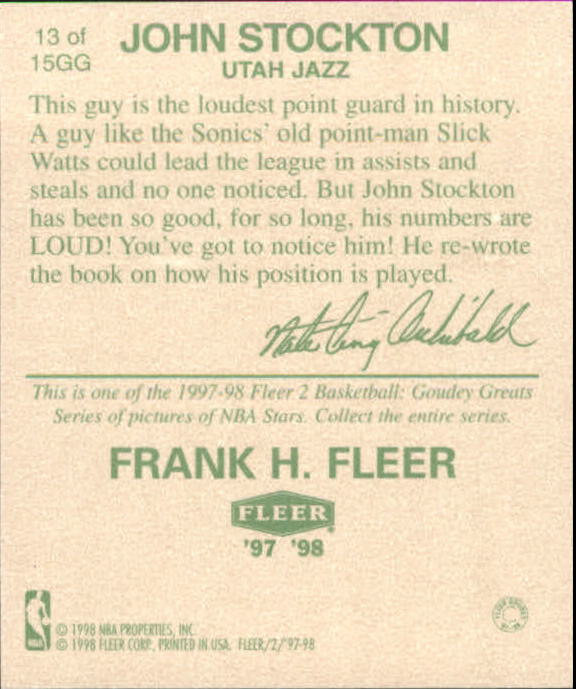 13 of
15GG
JOHN STOCKTON
UTAH JAZZ
This guy is the loudest point guard in history.
A guy like the Sonics' old point-man Slick
Watts could lead the league in assists and
steals and no one noticed. But John Stockton
has been so good, for so long, his numbers are
LOUD! You've got to notice him! He re-wrote
the book on how his position is played.
Nate Tiny Archibald
This is one of the 1997-98 Fleer 2 Basketball: Goudey Greats
Series of pictures of NBA Stars. Collect the entire series.
FRANK H. FLEER
FLEER
'97 '98
© 1998 NBA PROPERTIES, INC.
© 1998 FLEER CORP., PRINTED IN USA. FLEER/2/'97-98